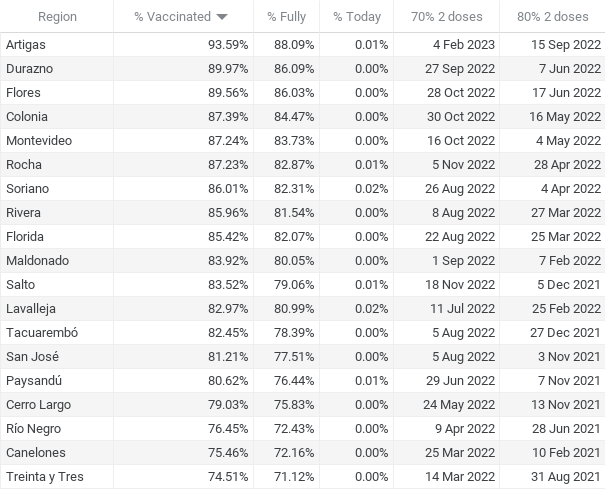 Region % Vaccinated % Fully % Today 70% 2 doses 80% 2 doses
Artigas 93.59% 88.09% 0.01% 4 Feb 2023 15 Sep 2022
Durazno 89.97% 86.09% 0.00% 27 Sep 2022 7 Jun 2022
Flores 89.56% 86.03% 0.00% 28 Oct 2022 17 Jun 2022
Colonia 87.39% 84.47% 0.00% 30 Oct 2022 16 May 2022
Montevideo 87.24% 83.73% 0.00% 16 Oct 2022 4 May 2022
Rocha 87.23% 82.87% 0.01% 5 Nov 2022 28 Apr 2022
Soriano 86.01% 82.31% 0.02% 26 Aug 2022 4 Apr 2022
Rivera 85.96% 81.54% 0.00% 8 Aug 2022 27 Mar 2022
Florida 85.42% 82.07% 0.00% 22 Aug 2022 25 Mar 2022
Maldonado 83.92% 80.05% 0.00% 1 Sep 2022 7 Feb 2022
Salto 83.52% 79.06% 0.01% 18 Nov 2022 5 Dec 2021
Lavalleja 82.97% 80.99% 0.02% 11 Jul 2022 25 Feb 2022
Tacuarembó 82.45% 78.39% 0.00% 5 Aug 2022 27 Dec 2021
San José 81.21% 77.51% 0.00% 5 Aug 2022 3 Nov 2021
Paysandú 80.62% 76.44% 0.01% 29 Jun 2022 7 Nov 2021
Cerro Largo 79.03% 75.83% 0.00% 24 May 2022 13 Nov 2021
Río Negro 76.45% 72.43% 0.00% 9 Apr 2022 28 Jun 2021
Canelones 75.46% 72.16% 0.00% 25 Mar 2022 10 Feb 2021
Treinta y Tres 74.51% 71.12% 0.00% 14 Mar 2022 31 Aug 2021